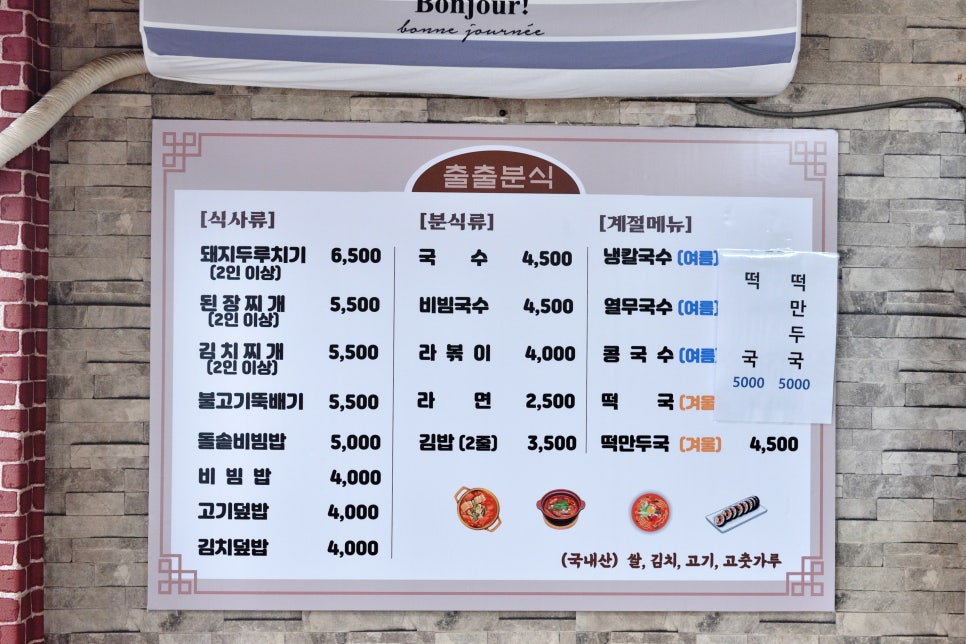 Bonjour!
bonne journée
출출분식
[식사류]
돼지두루치기 6,500
(2인 이상)
된장찌개 5,500
(2인 이상)
김치찌개 5,500
(2인 이상)
불고기뚝배기 5,500
돌솥비빔밥 5,000
비빔밥 4,000
고기덮밥 4,000
김치덮밥 4,000
[분식류]
국수 4,500
비빔국수 4,500
라볶이 4,000
라면 2,500
김밥 (2줄) 3,500
[계절메뉴]
냉칼국수 (여름)
열무국수 (여름)
콩국수 (여름
떡국 (겨울
떡만두국 (겨울) 4,500
떡국 5000
떡만두국 5000
(국내산) 쌀, 김치, 고기, 고춧가루